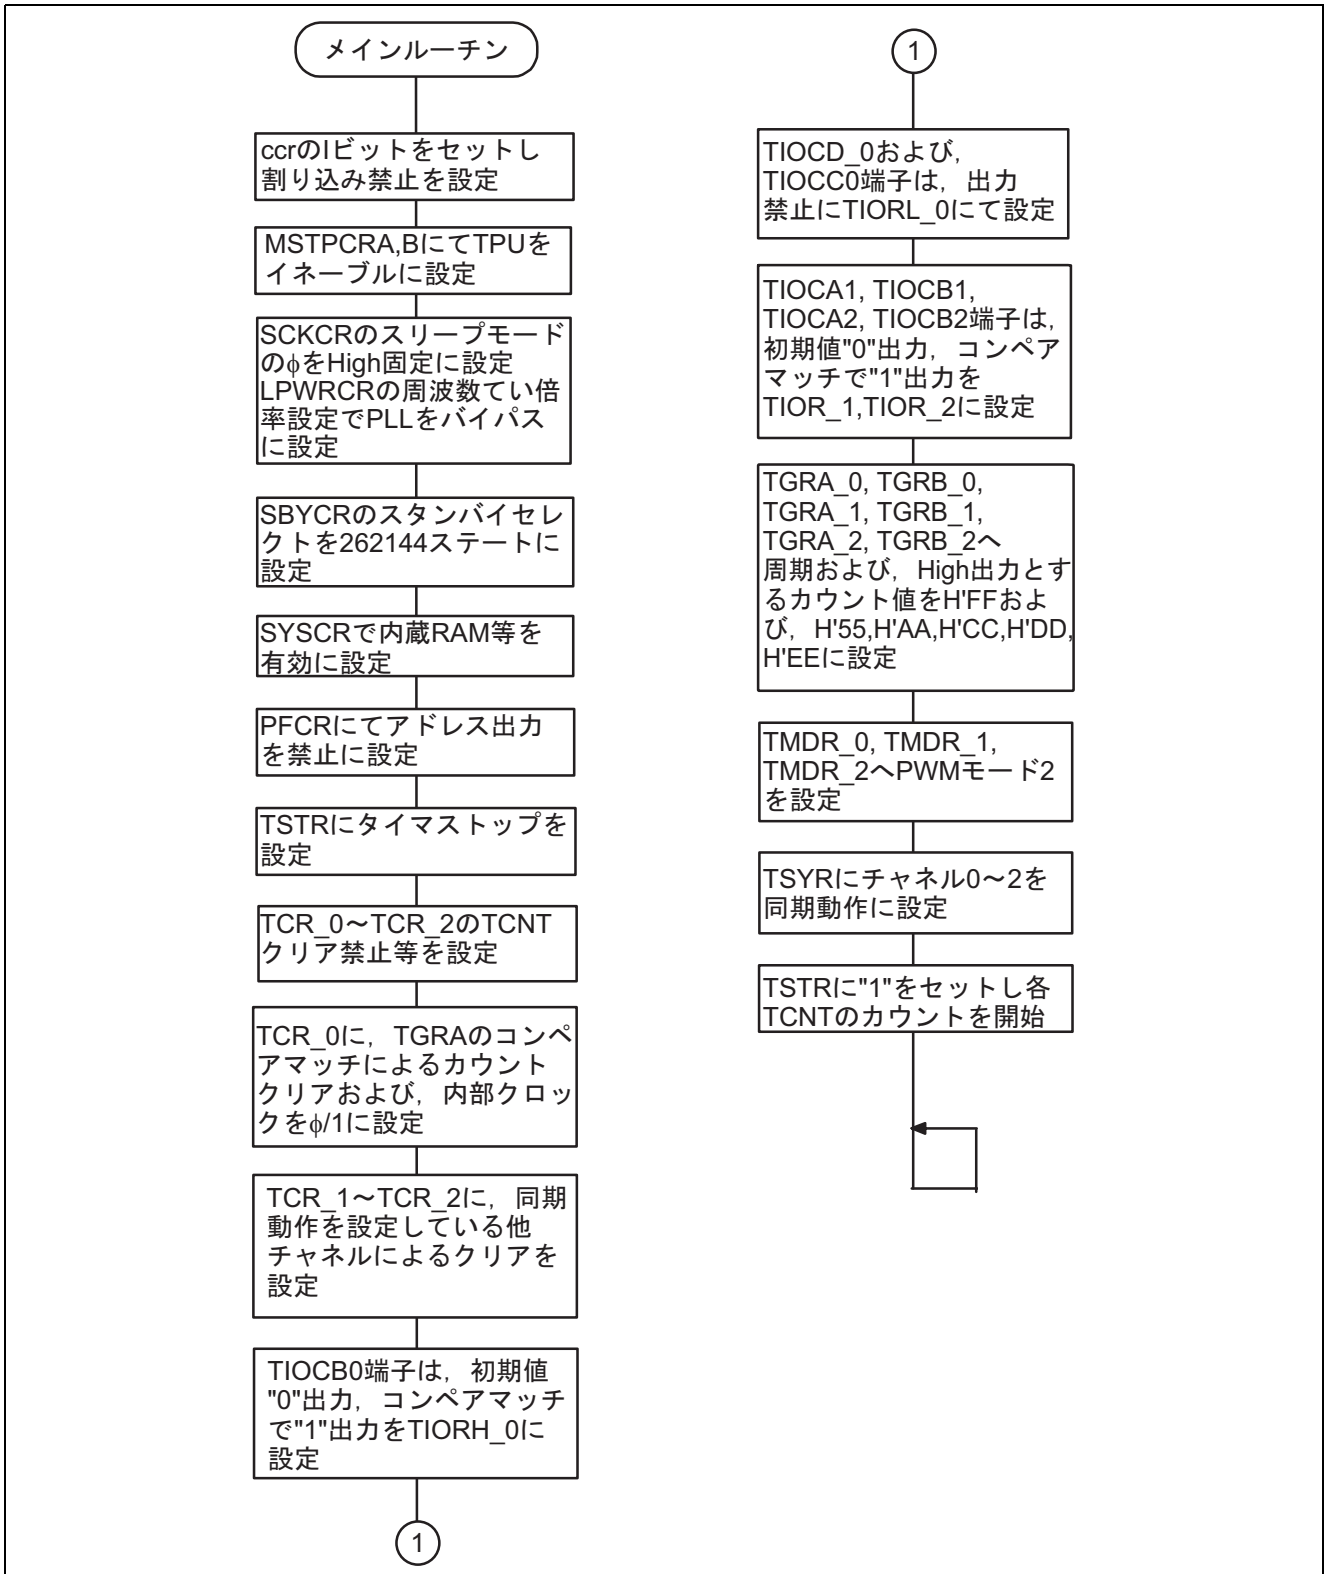 メインルーチン
ccrのIビットをセットし
割り込み禁止を設定
MSTPCRA,BにてTPUを
イネーブルに設定
SCKCRのスリープモード
のφをHigh固定に設定
LPWRCRの周波数てい倍
率設定でPLLをバイパス
に設定
SBYCRのスタンバイセレ
クトを262144ステートに
設定
SYSCRで内蔵RAM等を
有効に設定
PFCRにてアドレス出力
を禁止に設定
TSTRにタイマストップを
設定
TCR_0～TCR_2のTCNT
クリア禁止等を設定
TCR_0に，TGRAのコンペ
アマッチによるカウント
クリアおよび，内部クロッ
クをφ/1に設定
TCR_1～TCR_2に，同期
動作を設定している他
チャネルによるクリアを
設定
TIOCB0端子は，初期値
"0"出力，コンペアマッチ
で"1"出力をTIORH_0に
設定
1
1
TIOCD_0および，
TIOCC0端子は，出力
禁止にTIORL_0にて設定
TIOCA1, TIOCB1,
TIOCA2, TIOCB2端子は，
初期値"0"出力，コンペア
マッチで"1"出力を
TIOR_1,TIOR_2に設定
TGRA_0, TGRB_0,
TGRA_1, TGRB_1,
TGRA_2, TGRB_2へ
周期および，High出力とす
るカウント値をH'FFおよ
び，H'55,H'AA,H'CC,H'DD,
H'EEに設定
TMDR_0, TMDR_1,
TMDR_2へPWMモード2
を設定
TSYRにチャネル0～2を
同期動作に設定
TSTRに"1"をセットし各
TCNTのカウントを開始